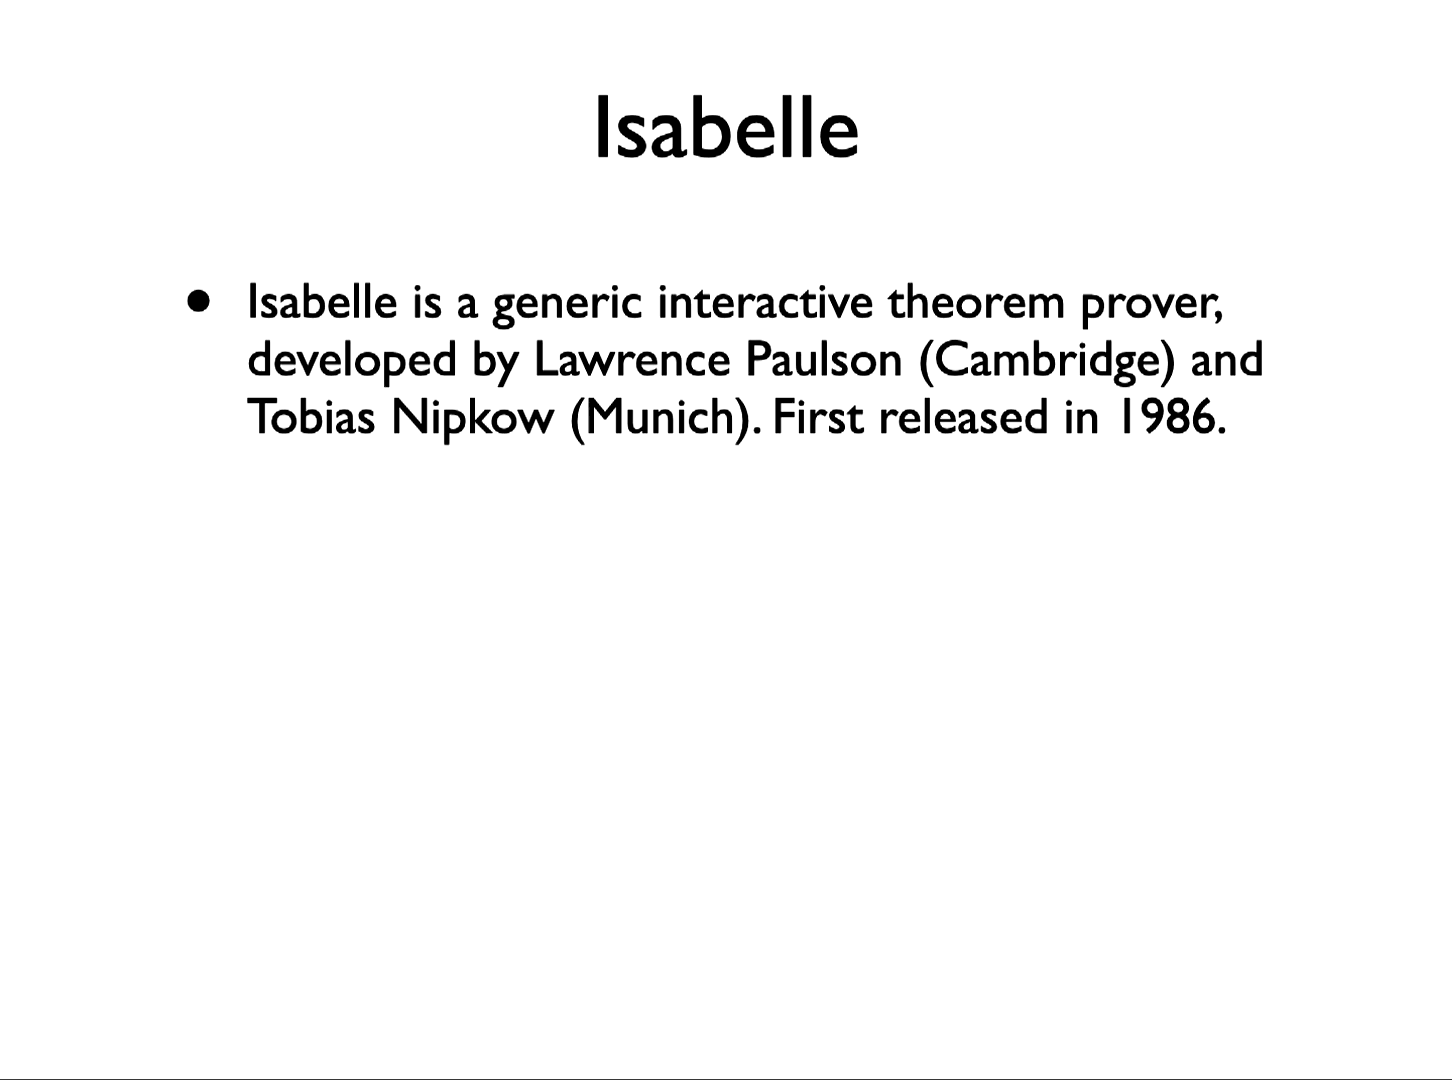 Isabelle
• Isabelle is a generic interactive theorem prover,
developed by Lawrence Paulson (Cambridge) and
Tobias Nipkow (Munich). First released in 1986.